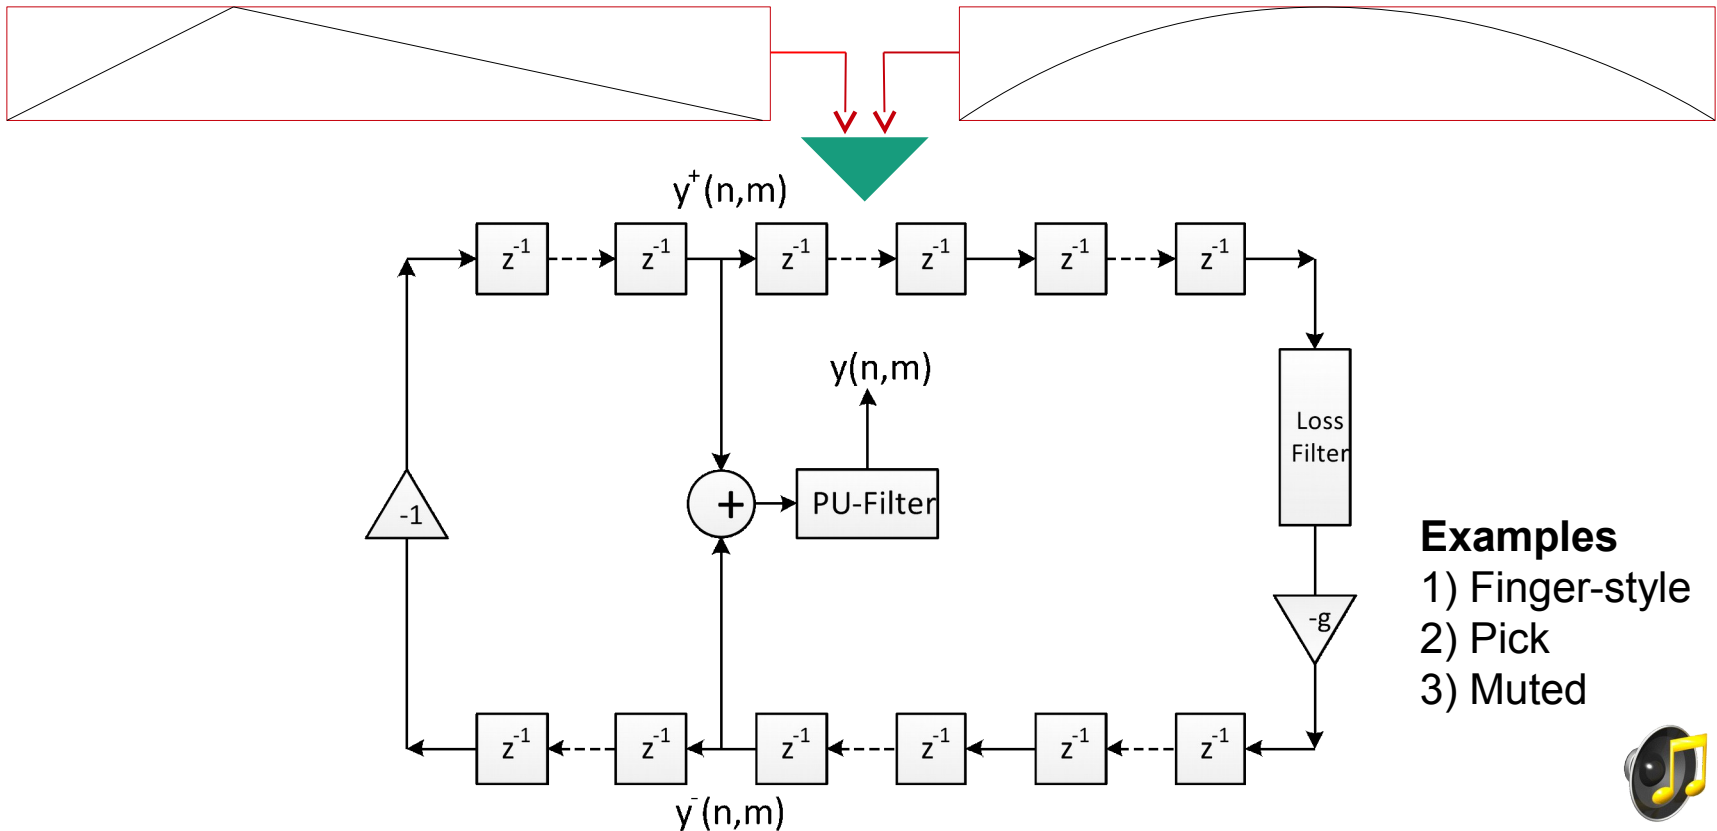 y⁺(n,m)
z⁻¹ z⁻¹ z⁻¹ z⁻¹ z⁻¹ z⁻¹
y(n,m)
Loss
Filter
-1
+
PU-Filter
-g
Examples
1) Finger-style
2) Pick
3) Muted
z⁻¹ z⁻¹ z⁻¹ z⁻¹ z⁻¹ z⁻¹
y⁻(n,m)